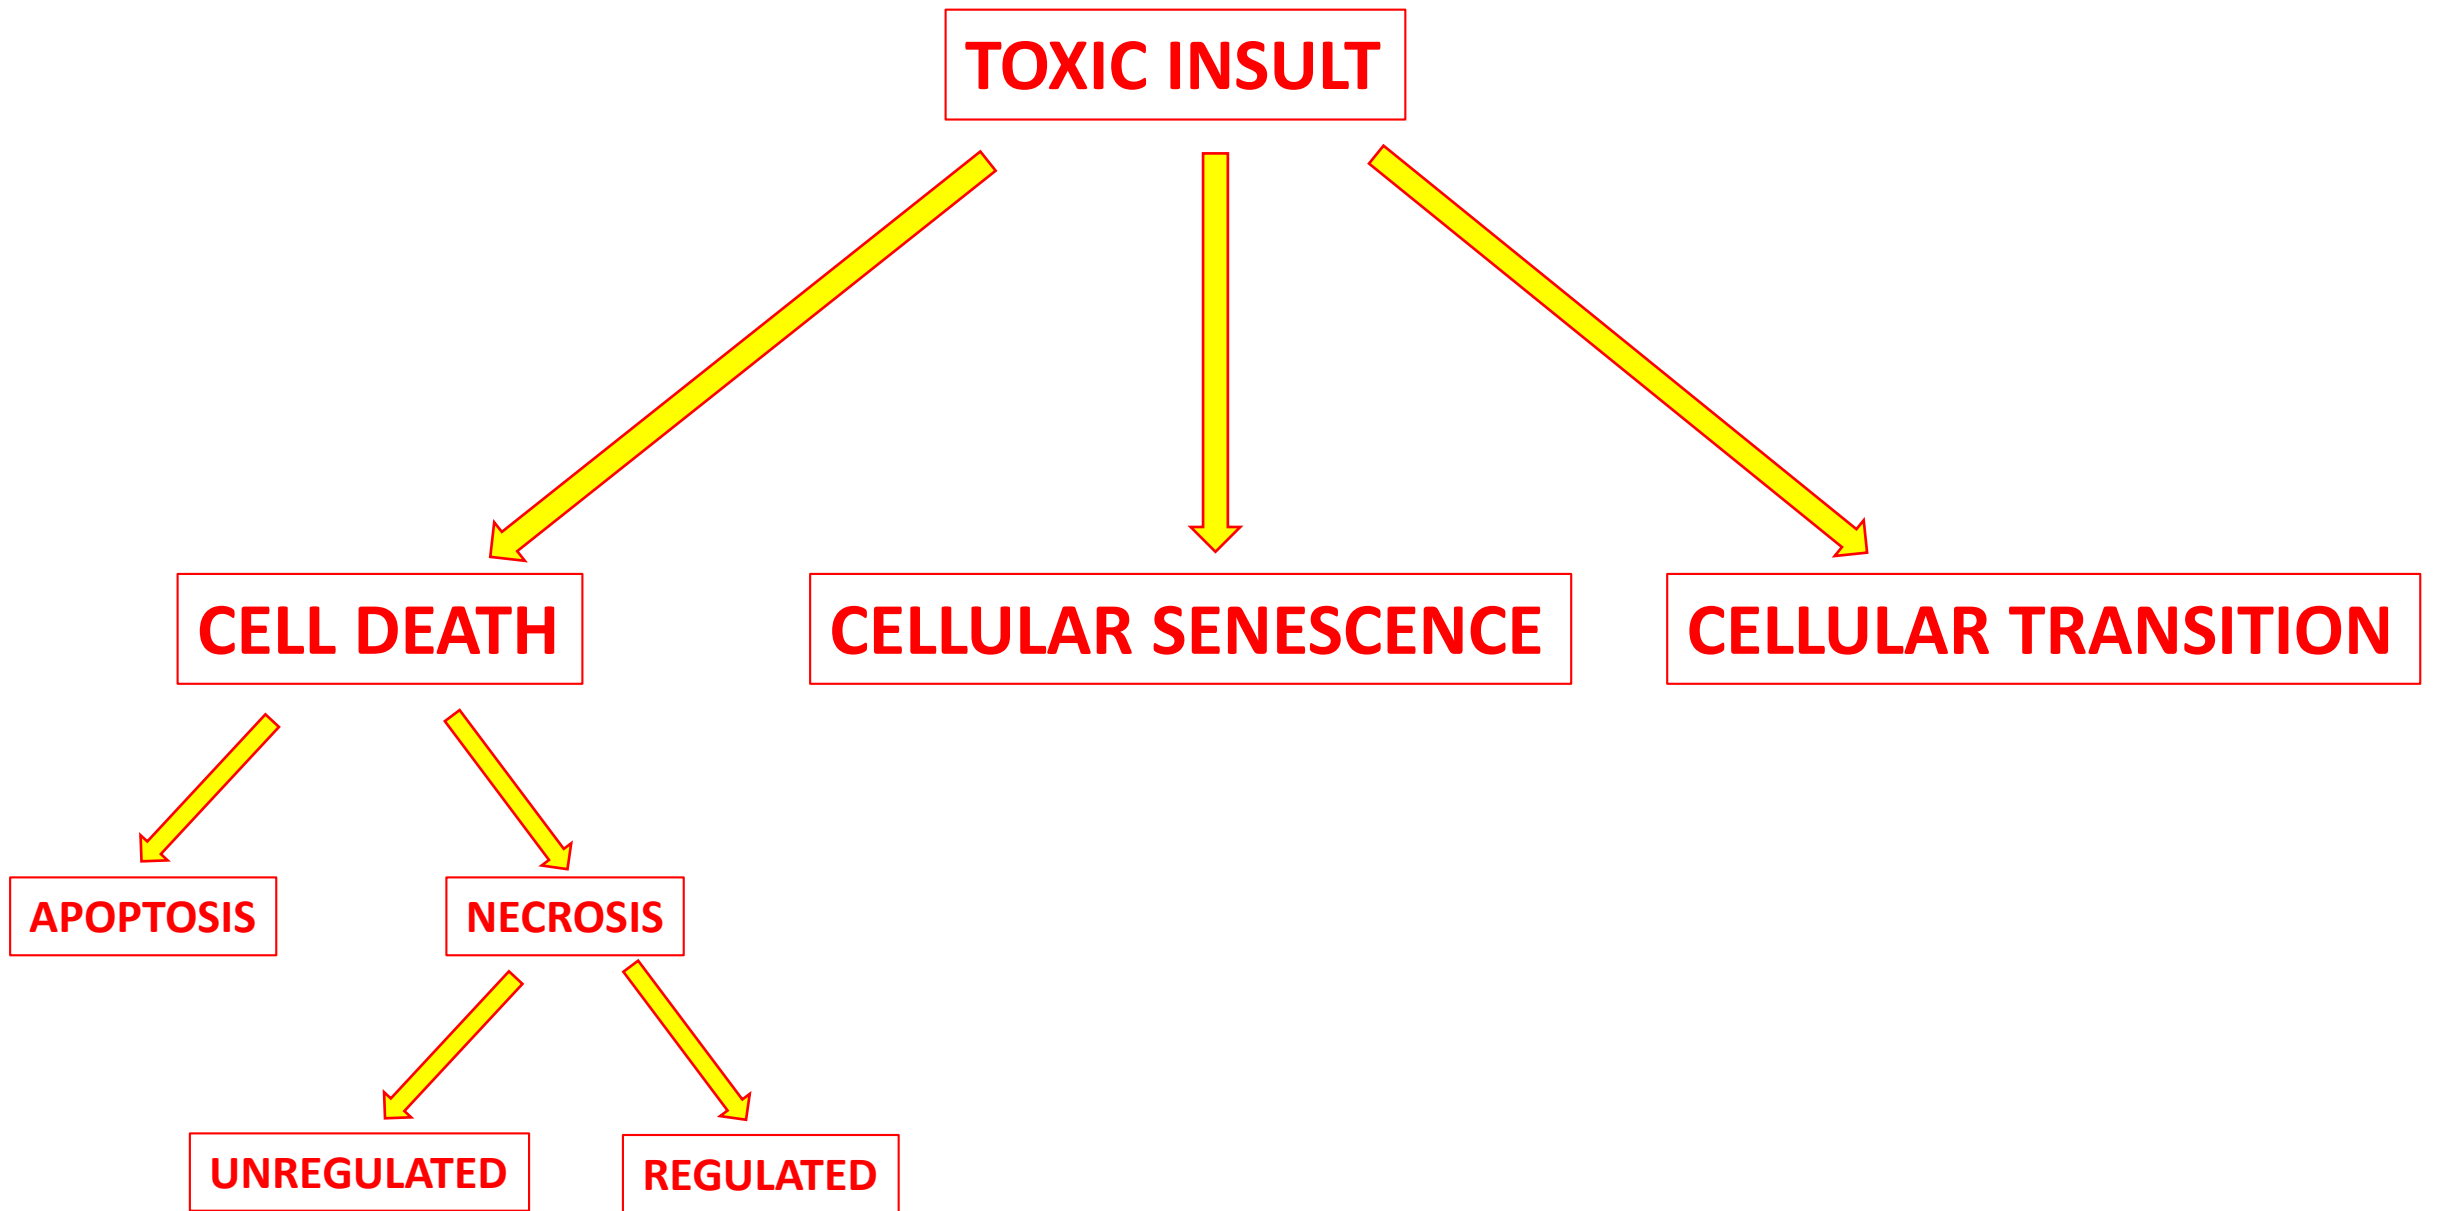 TOXIC INSULT
CELL DEATH
CELLULAR SENESCENCE
CELLULAR TRANSITION
APOPTOSIS
NECROSIS
UNREGULATED
REGULATED